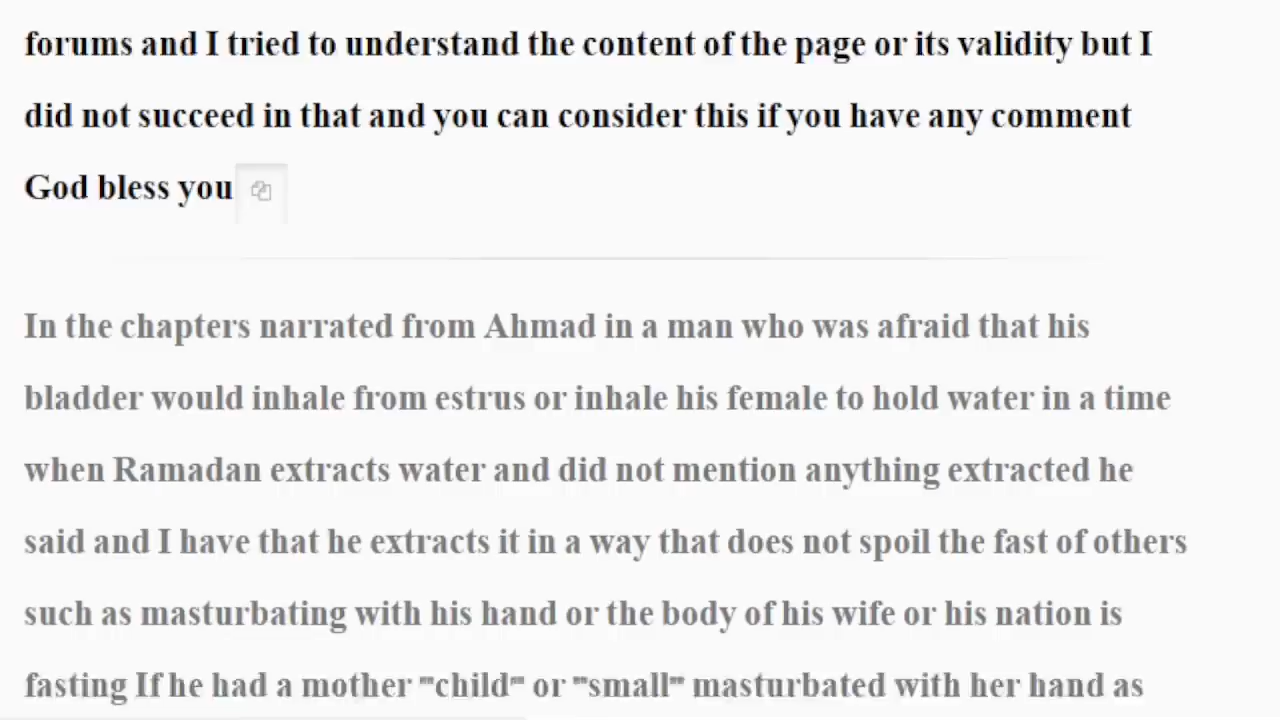 forums and I tried to understand the content of the page or its validity but I
did not succeed in that and you can consider this if you have any comment
God bless you
In the chapters narrated from Ahmad in a man who was afraid that his
bladder would inhale from estrus or inhale his female to hold water in a time
when Ramadan extracts water and did not mention anything extracted he
said and I have that he extracts it in a way that does not spoil the fast of others
such as masturbating with his hand or the body of his wife or his nation is
fasting If he had a mother "child" or "small" masturbated with her hand as